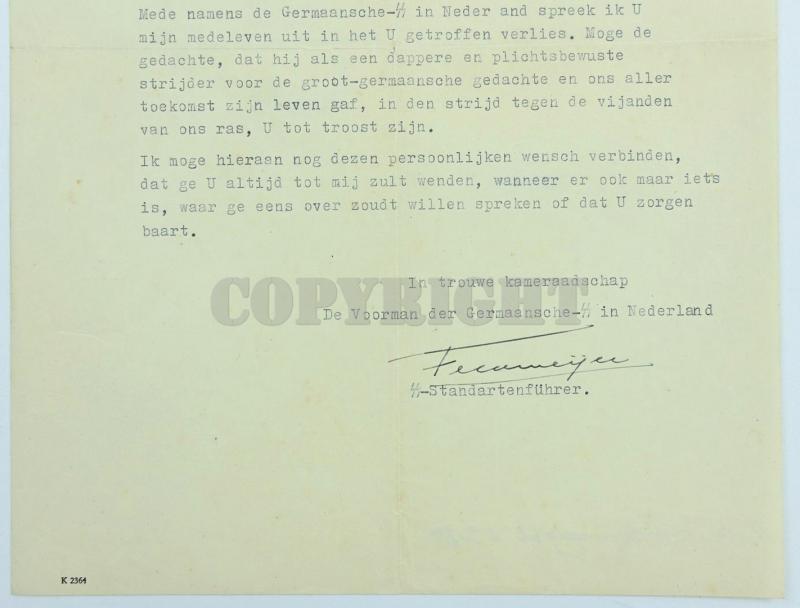 Mede namens de Germaansche-ᛋᛋ in Neder and spreek ik U
mijn medeleven uit in het U getroffen verlies. Moge de
gedachte, dat hij als een dappere en plichtsbewuste
strijder voor de groot-germaansche gedachte en ons aller
toekomst zijn leven gaf, in den strijd tegen de vijanden
van ons ras, U tot troost zijn.
Ik moge hieraan nog dezen persoonlijken wensch verbinden,
dat ge U altijd tot mij zult wenden, wanneer er ook maar iets
is, waar ge eens over zoudt willen spreken of dat U zorgen
baart.
In trouwe kameraadschap
COPYRIGHT
De Voorman der Germaansche-ᛋᛋ in Nederland
Feldmeijer
ᛋᛋ-Standartenführer.
K 2364